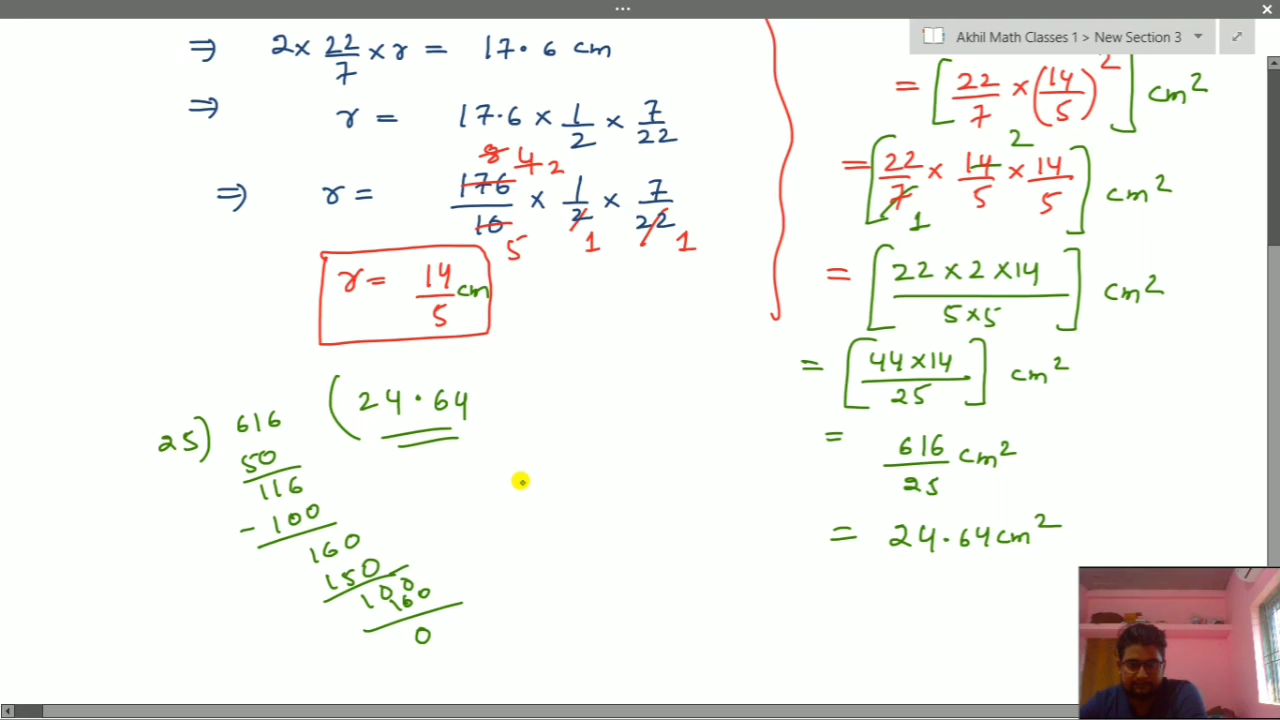 ⇒ 2 × 22/7 × r = 17.6 cm
⇒ r = 17.6 × 1/2 × 7/22
8 4 2
⇒ r = 176/10 × 1/2 × 7/22
5 1 1
r = 14/5 cm
25) 616 (24.64
50
116
- 100
160
150
100
100
0
Akhil Math Classes 1 > New Section 3
= [22/7 × (14/5)²] cm²
2
= [22/7 × 14/5 × 14/5] cm²
1
= [22 × 2 × 14 / 5 × 5] cm²
= [44 × 14 / 25] cm²
= 616/25 cm²
= 24.64 cm²